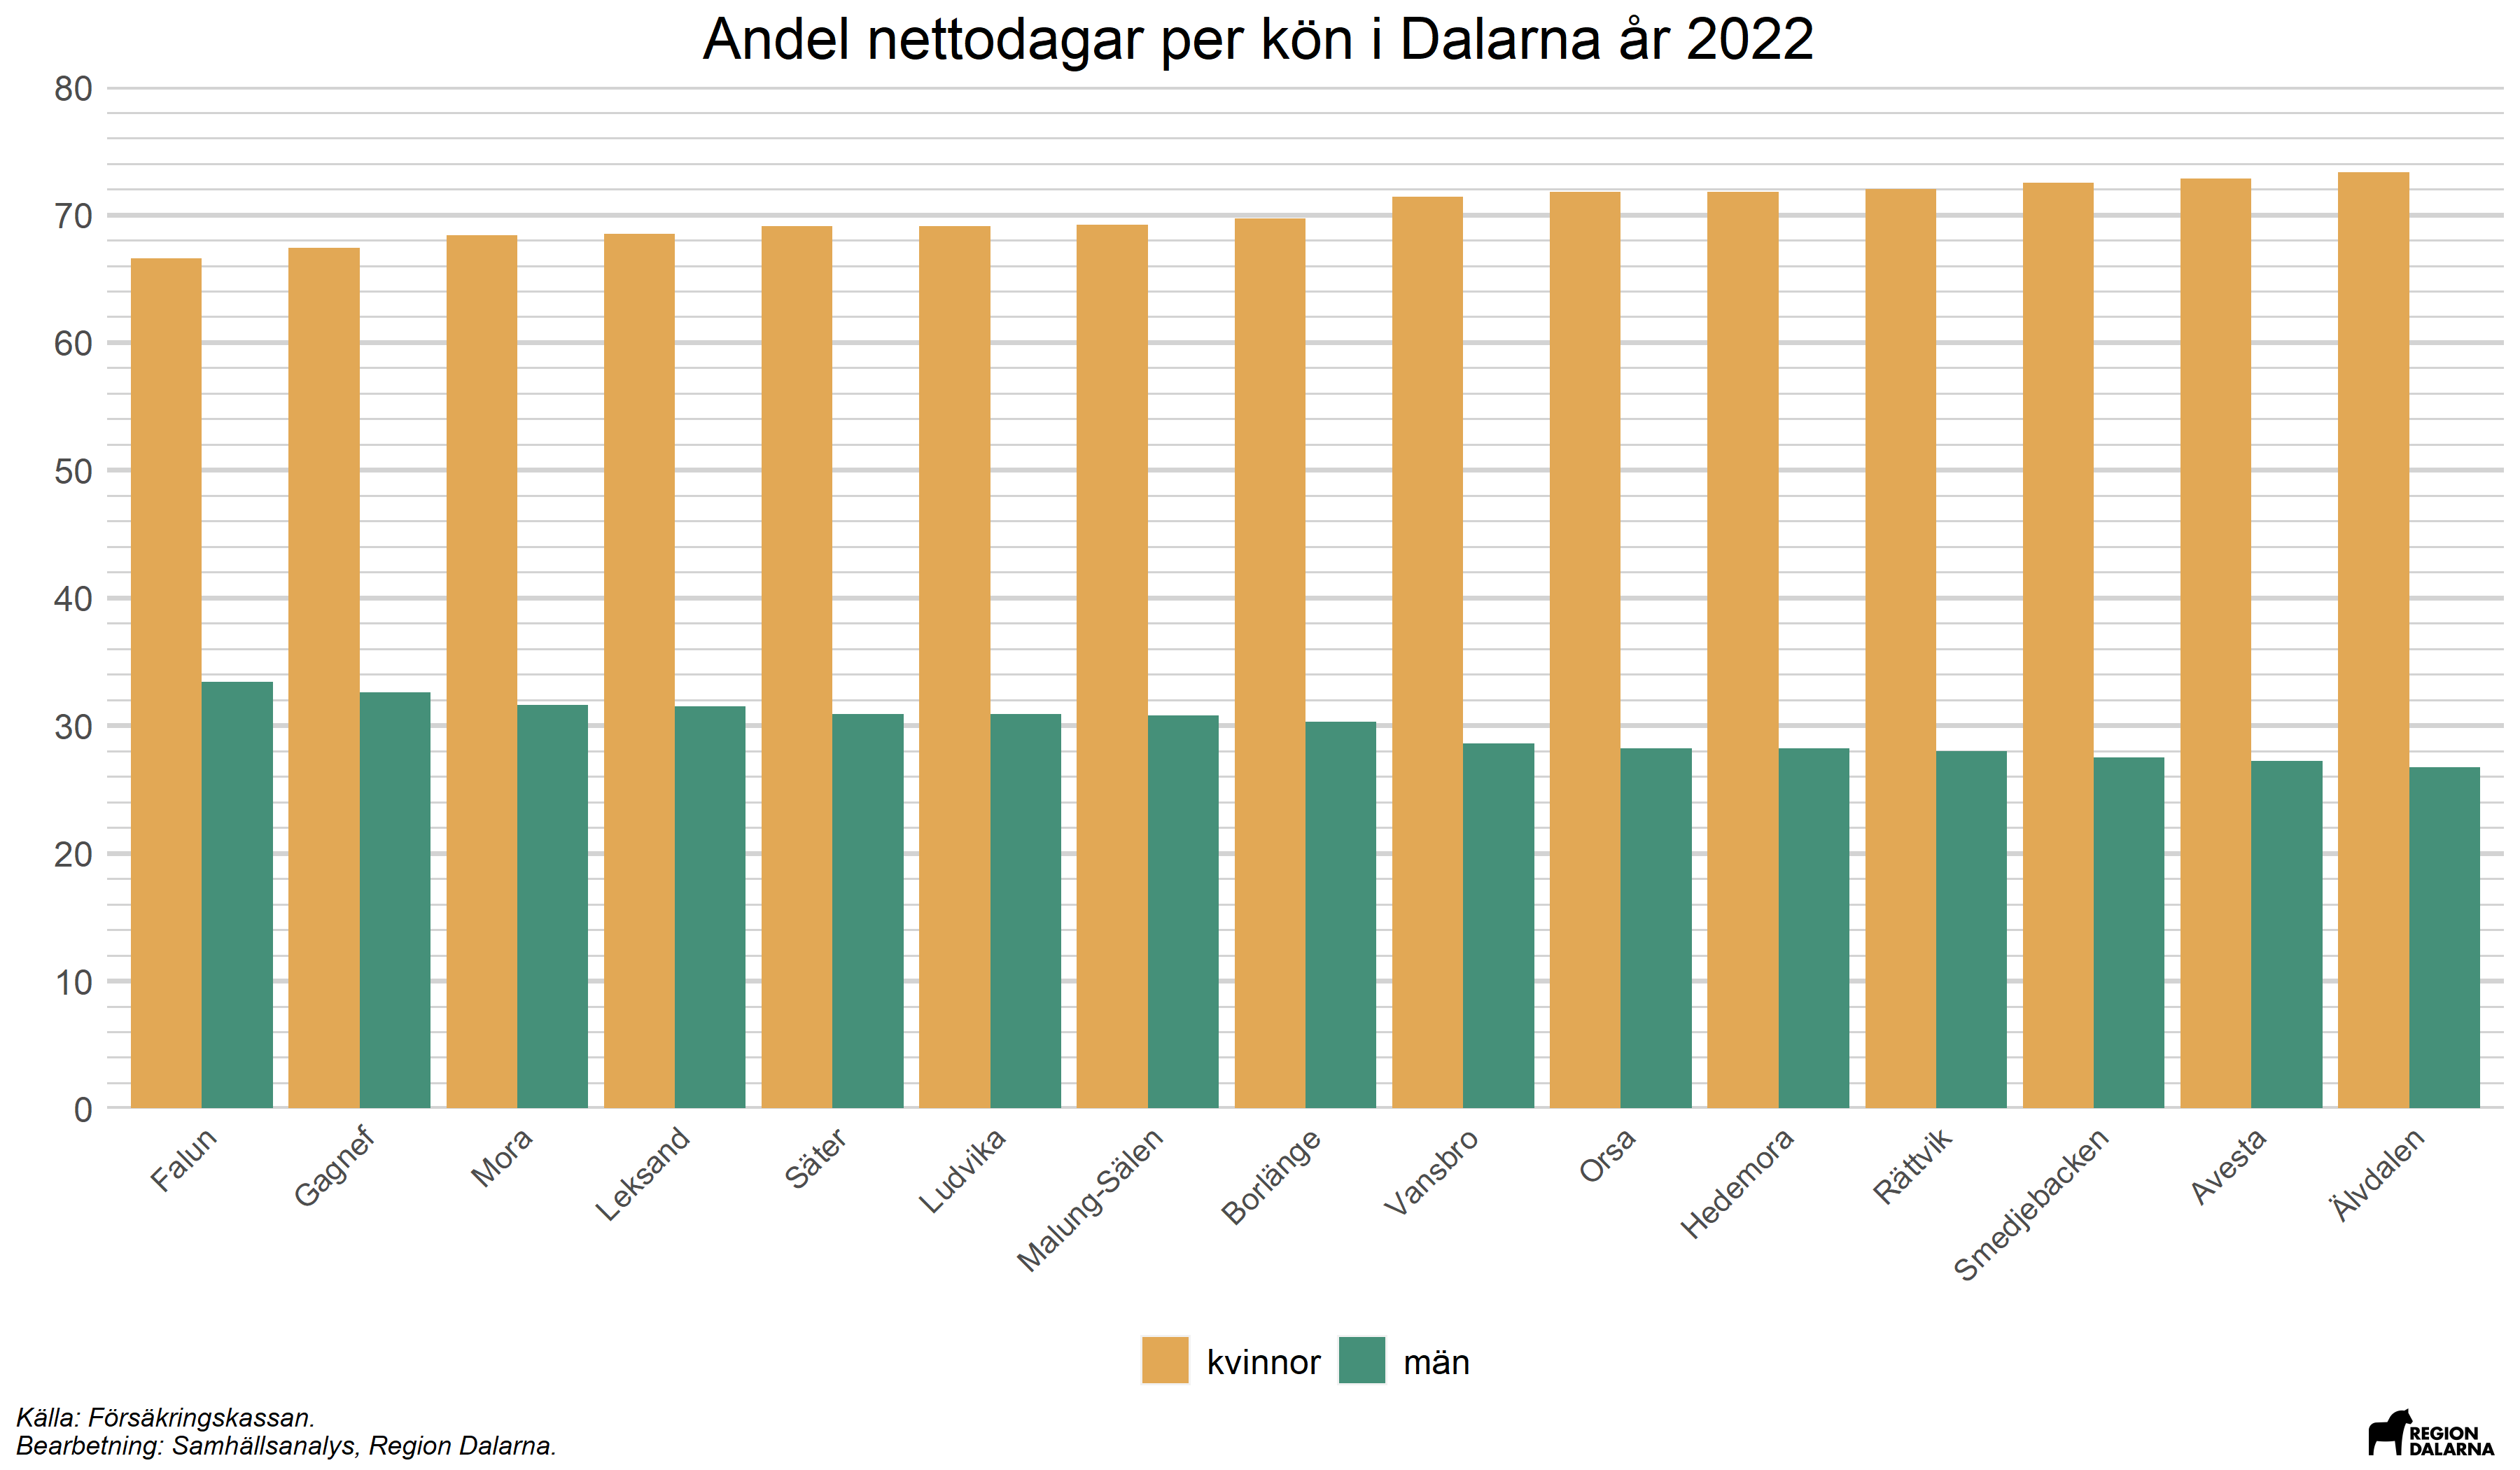 Andel nettodagar per kön i Dalarna år 2022
80
70
60
50
40
30
20
10
0
Falun
Gagnef
Mora
Leksand
Säter
Ludvika
Malung-Sälen
Borlänge
Vansbro
Orsa
Hedemora
Rättvik
Smedjebacken
Avesta
Älvdalen
kvinnor
män
Källa: Försäkringskassan.
Bearbetning: Samhällsanalys, Region Dalarna.
REGION
DALARNA